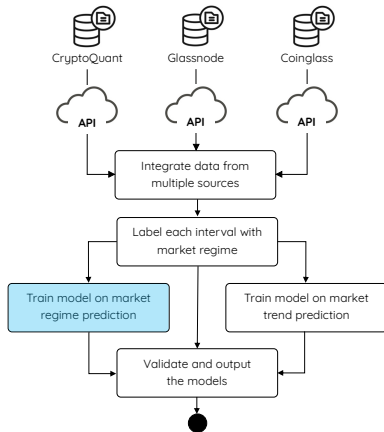 CryptoQuant
Glassnode
Coinglass
API
API
API
Integrate data from
multiple sources
Label each interval with
market regime
Train model on market
regime prediction
Train model on market
trend prediction
Validate and output
the models